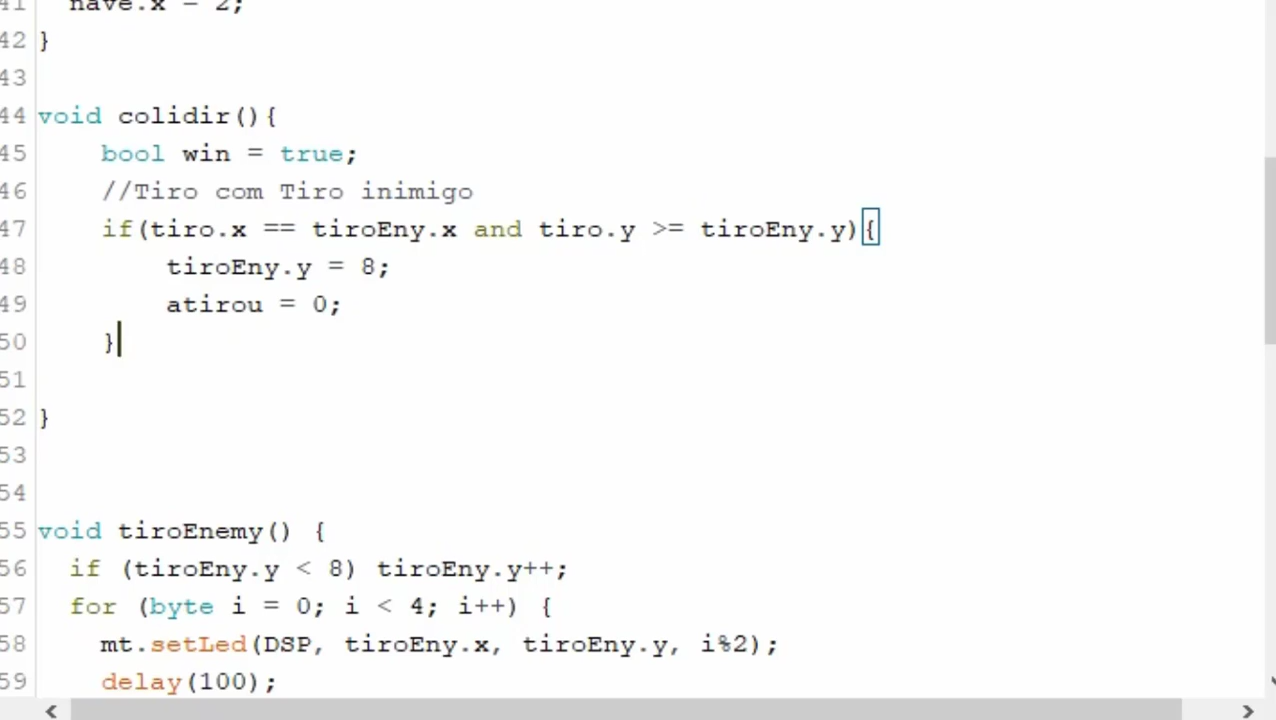 41 nave.x = 2;
42 }
43
44 void colidir(){
45 bool win = true;
46 //Tiro com Tiro inimigo
47 if(tiro.x == tiroEny.x and tiro.y >= tiroEny.y){
48 tiroEny.y = 8;
49 atirou = 0;
50 }
51
52 }
53
54
55 void tiroEnemy() {
56 if (tiroEny.y < 8) tiroEny.y++;
57 for (byte i = 0; i < 4; i++) {
58 mt.setLed(DSP, tiroEny.x, tiroEny.y, i%2);
59 delay(100);